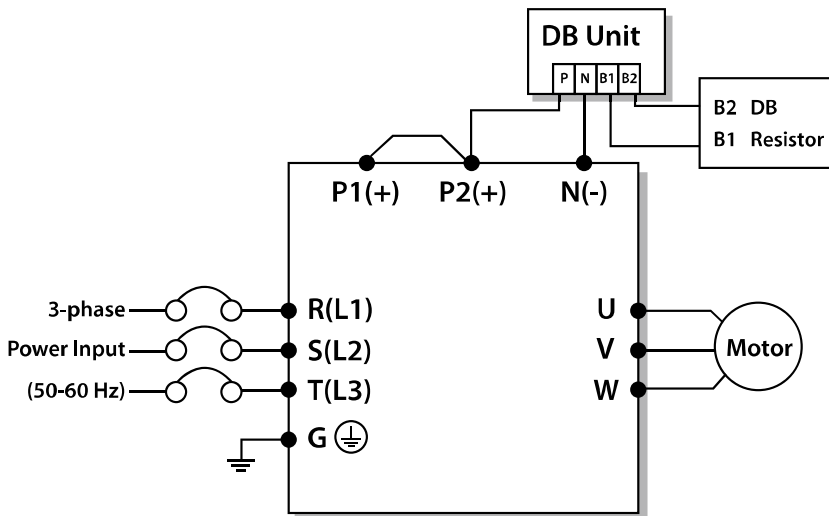 DB Unit
P N B1 B2
B2 DB
B1 Resistor
P1(+) P2(+) N(-)
3-phase R(L1) U
Power Input S(L2) V Motor
(50-60 Hz) T(L3) W
G